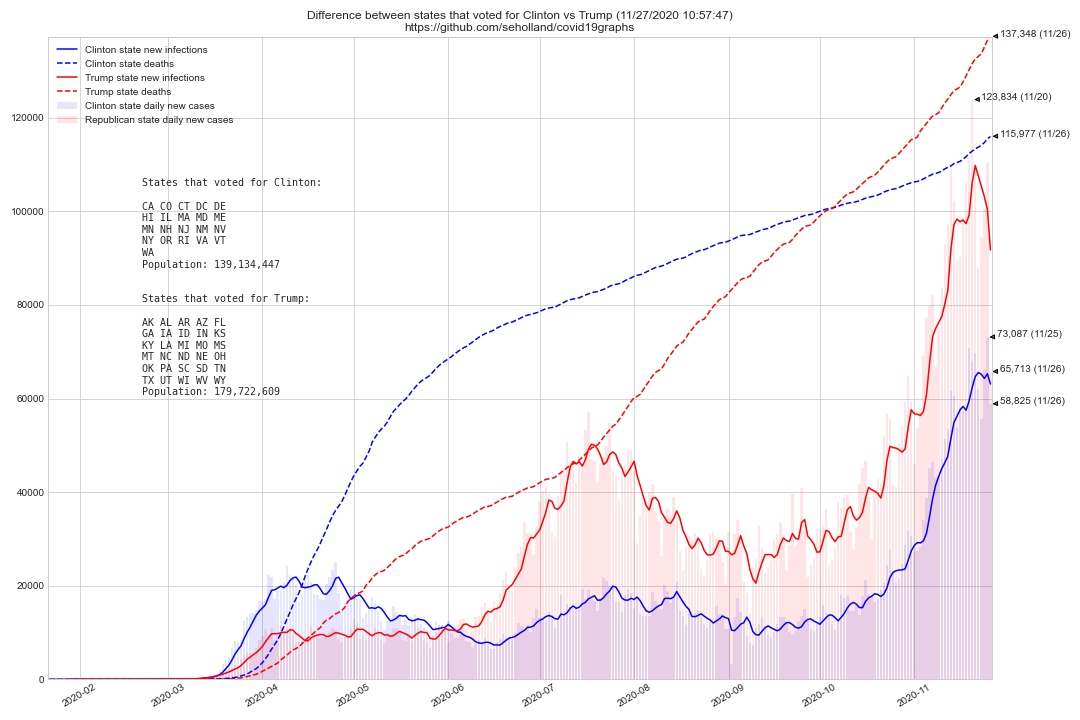 Difference between states that voted for Clinton vs Trump (11/27/2020 10:57:47)
https://github.com/seholland/covid19graphs
Clinton state new infections
Clinton state deaths
Trump state new infections
Trump state deaths
Clinton state daily new cases
Republican state daily new cases
137,348 (11/26)
123,834 (11/20)
115,977 (11/26)
73,087 (11/25)
65,713 (11/26)
58,825 (11/26)
States that voted for Clinton:
CA CO CT DC DE
HI IL MA MD ME
MN NH NJ NM NV
NY OR RI VA VT
WA
Population: 139,134,447
States that voted for Trump:
AK AL AR AZ FL
GA IA ID IN KS
KY LA MI MO MS
MT NC ND NE OH
OK PA SC SD TN
TX UT WI WV WY
Population: 179,722,609
120000
100000
80000
60000
40000
20000
0
2020-02
2020-03
2020-04
2020-05
2020-06
2020-07
2020-08
2020-09
2020-10
2020-11